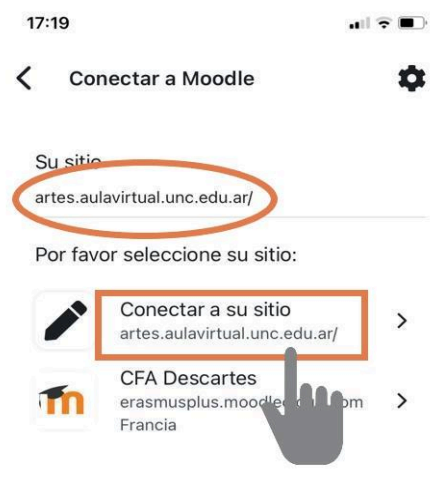 17:19
Conectar a Moodle
Su sitio
artes.aulavirtual.unc.edu.ar/
Por favor seleccione su sitio:
Conectar a su sitio
artes.aulavirtual.unc.edu.ar/
CFA Descartes
Francia